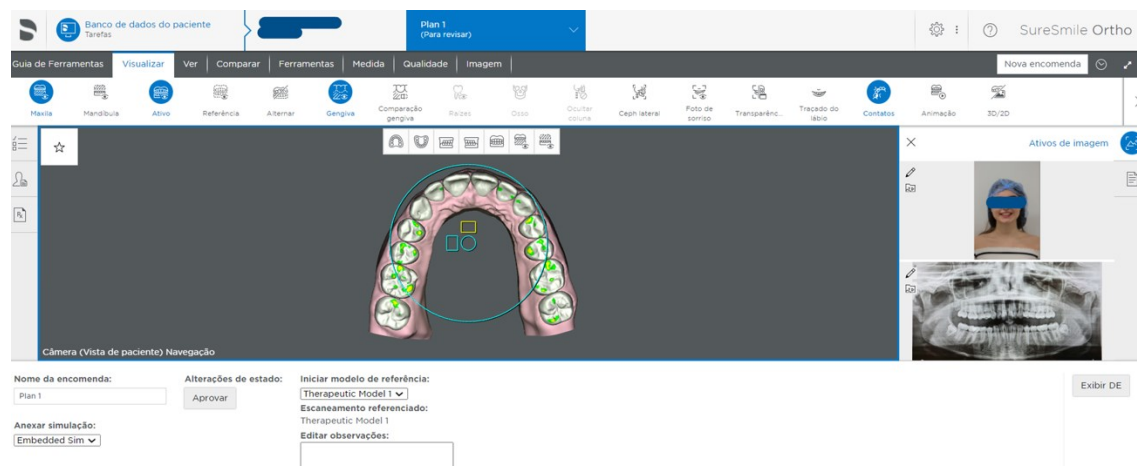 Banco de dados do paciente
Tarefas
Plan 1
(Para revisar)
SureSmile Ortho
Guia de Ferramentas
Visualizar
Ver
Comparar
Ferramentas
Medida
Qualidade
Imagem
Nova encomenda
Maxila
Mandíbula
Ativo
Referência
Alternar
Gengiva
Comparação
gengiva
Raízes
Osso
Ocultar
coluna
Ceph lateral
Foto de
sorriso
Transparênc...
Traçado do
lábio
Contatos
Animação
3D/2D
Ativos de imagem
Câmera (Vista de paciente) Navegação
Nome da encomenda:
Plan 1
Anexar simulação:
Embedded Sim
Alterações de estado:
Aprovar
Iniciar modelo de referência:
Therapeutic Model 1
Escaneamento referenciado:
Therapeutic Model 1
Editar observações:
Exibir DE